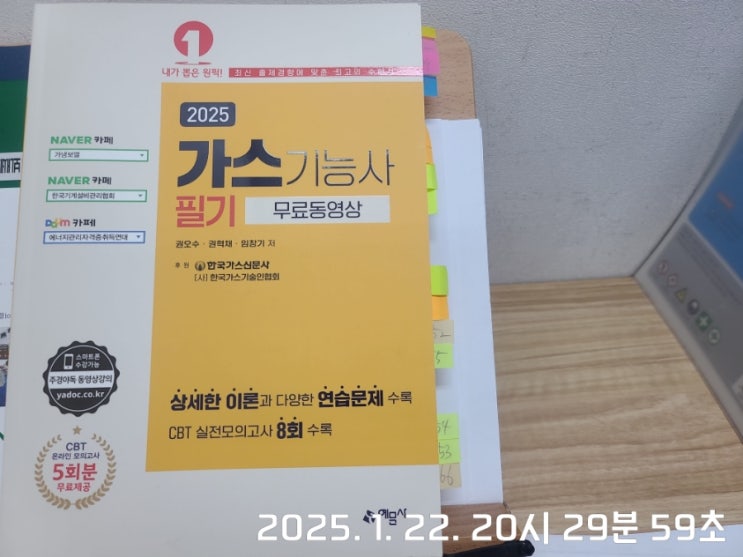 1
내가 뽑은 원픽!
최신 출제경향에 맞춘 최고의 수험서
2025
가스기능사
필기 무료동영상
권오수 · 권혁채 · 임창기 저
후원 한국가스신문사
(사)한국가스기술인협회
NAVER 카페
가냉보열
NAVER 카페
한국기계설비관리협회
Daum 카페
에너지관리자격증취득연대
스마트폰
수강가능
주경야독 동영상강의
yadoc.co.kr
CBT
온라인 모의고사
5회분
무료제공
상세한 이론과 다양한 연습문제 수록
CBT 실전모의고사 8회 수록
예문사
54
53
66
2025. 1. 22. 20시 29분 59초